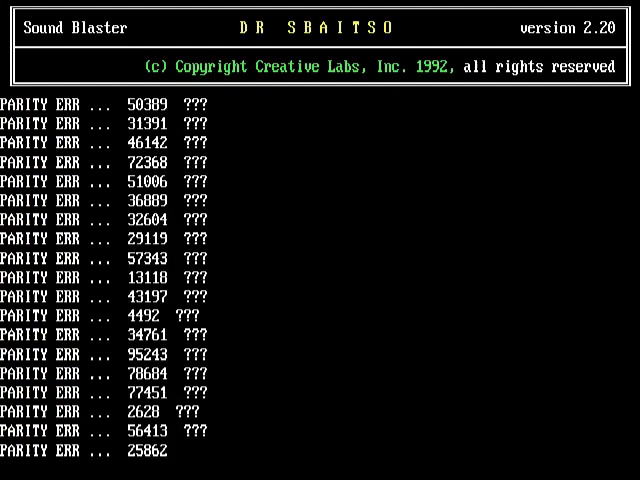 Sound Blaster D R S B A I T S O version 2.20
(c) Copyright Creative Labs, Inc. 1992, all rights reserved
PARITY ERR ... 50389 ???
PARITY ERR ... 31391 ???
PARITY ERR ... 46142 ???
PARITY ERR ... 72368 ???
PARITY ERR ... 51006 ???
PARITY ERR ... 36889 ???
PARITY ERR ... 32604 ???
PARITY ERR ... 29119 ???
PARITY ERR ... 57343 ???
PARITY ERR ... 13118 ???
PARITY ERR ... 43197 ???
PARITY ERR ... 4492 ???
PARITY ERR ... 34761 ???
PARITY ERR ... 95243 ???
PARITY ERR ... 78684 ???
PARITY ERR ... 77451 ???
PARITY ERR ... 2628 ???
PARITY ERR ... 56413 ???
PARITY ERR ... 25862